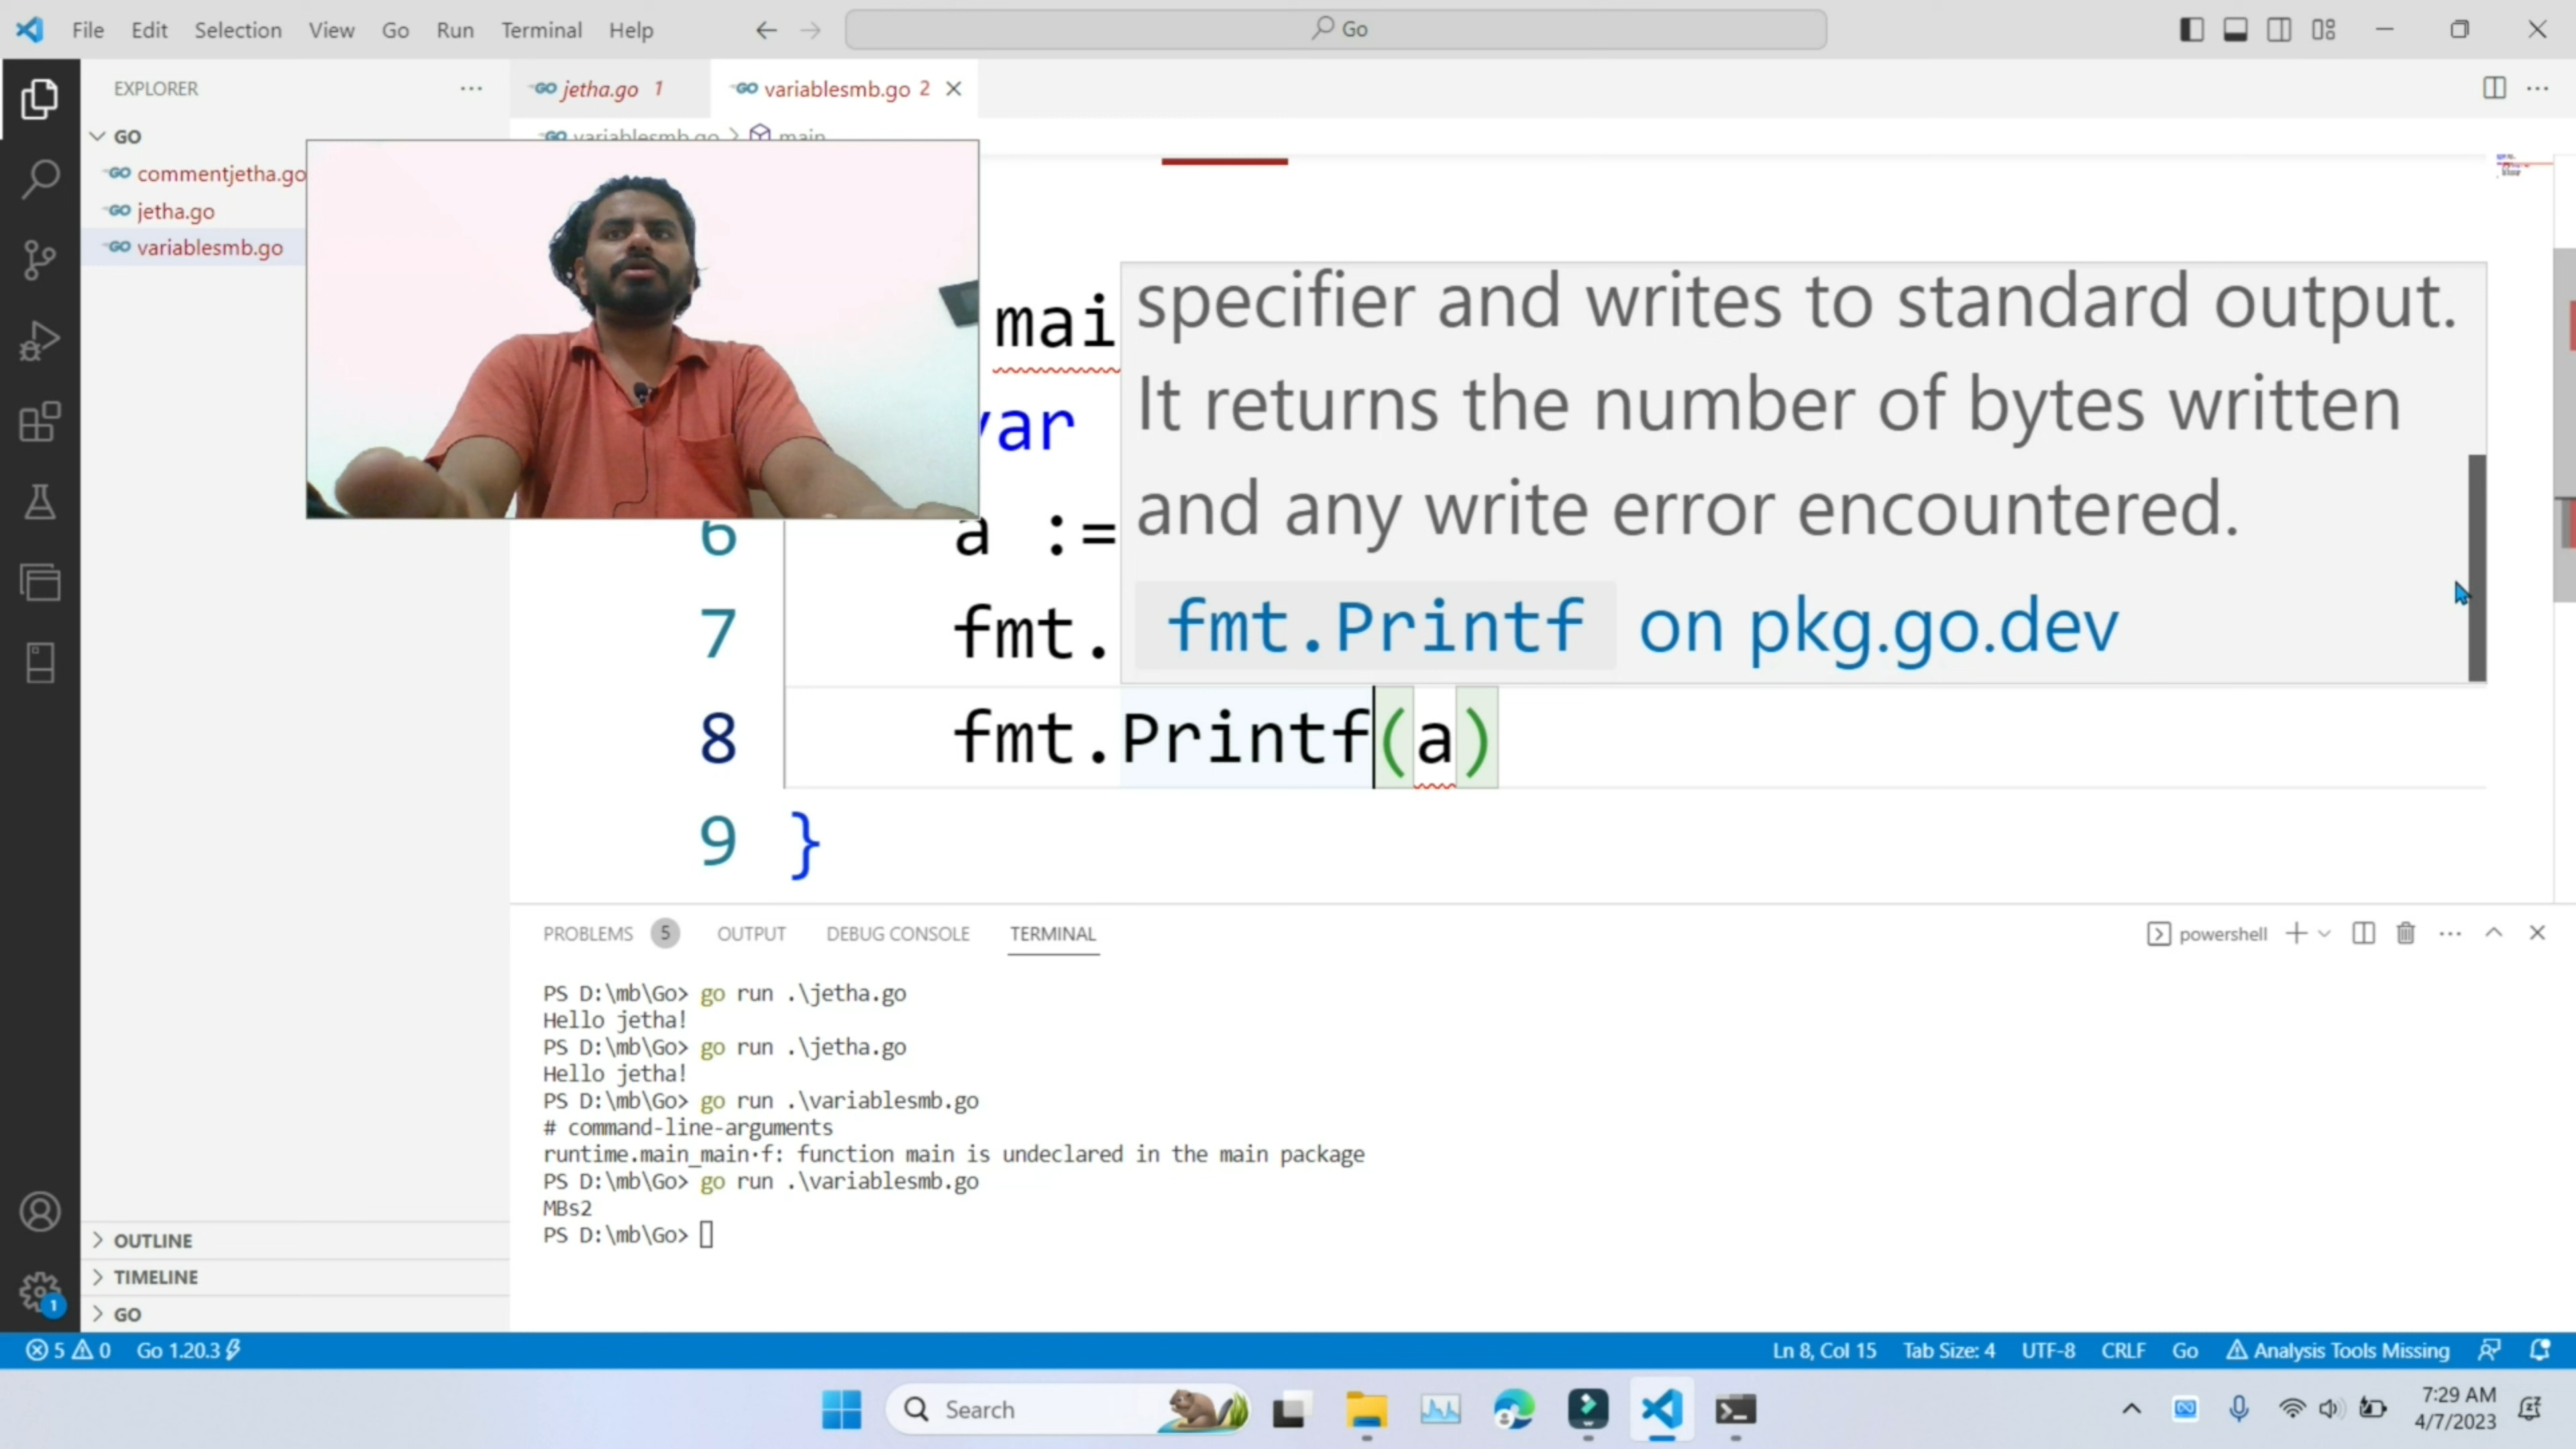 File Edit Selection View Go Run Terminal Help
Go
EXPLORER
jetha.go 1
variablesmb.go 2
GO
variablesmb.go > main
commentjetha.go
jetha.go
variablesmb.go
mai
var
6 a :=
7 fmt.
8 fmt.Printf(a)
9 }
specifier and writes to standard output.
It returns the number of bytes written
and any write error encountered.
fmt.Printf on pkg.go.dev
PROBLEMS 5 OUTPUT DEBUG CONSOLE TERMINAL
powershell
PS D:\mb\Go> go run .\jetha.go
Hello jetha!
PS D:\mb\Go> go run .\jetha.go
Hello jetha!
PS D:\mb\Go> go run .\variablesmb.go
# command-line-arguments
runtime.main_main·f: function main is undeclared in the main package
PS D:\mb\Go> go run .\variablesmb.go
MBs2
PS D:\mb\Go>
OUTLINE
TIMELINE
GO
1
5 0 Go 1.20.3
Ln 8, Col 15 Tab Size: 4 UTF-8 CRLF Go Analysis Tools Missing
Search
7:29 AM
4/7/2023